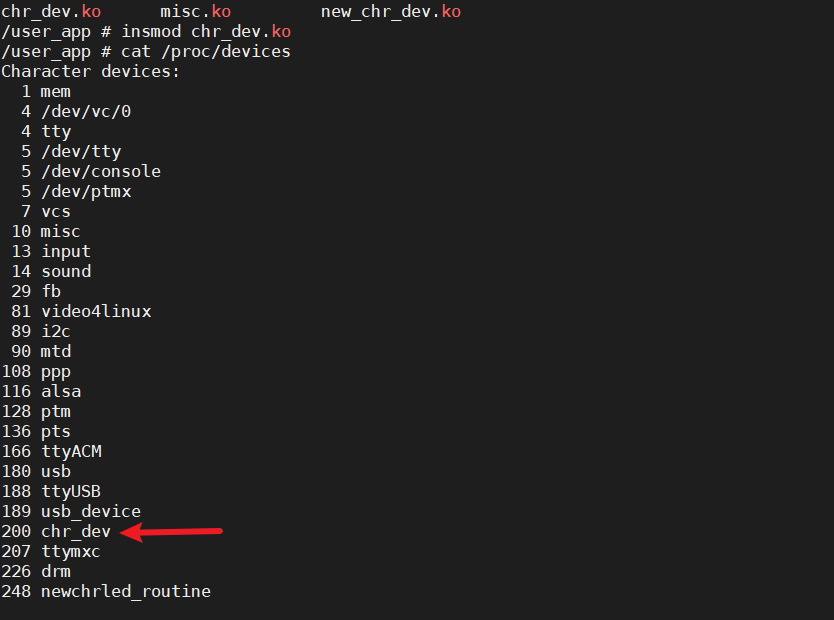 chr_dev.ko      misc.ko         new_chr_dev.ko
/user_app # insmod chr_dev.ko
/user_app # cat /proc/devices
Character devices:
  1 mem
  4 /dev/vc/0
  4 tty
  5 /dev/tty
  5 /dev/console
  5 /dev/ptmx
  7 vcs
 10 misc
 13 input
 14 sound
 29 fb
 81 video4linux
 89 i2c
 90 mtd
108 ppp
116 alsa
128 ptm
136 pts
166 ttyACM
180 usb
188 ttyUSB
189 usb_device
200 chr_dev
207 ttymxc
226 drm
248 newchrled_routine